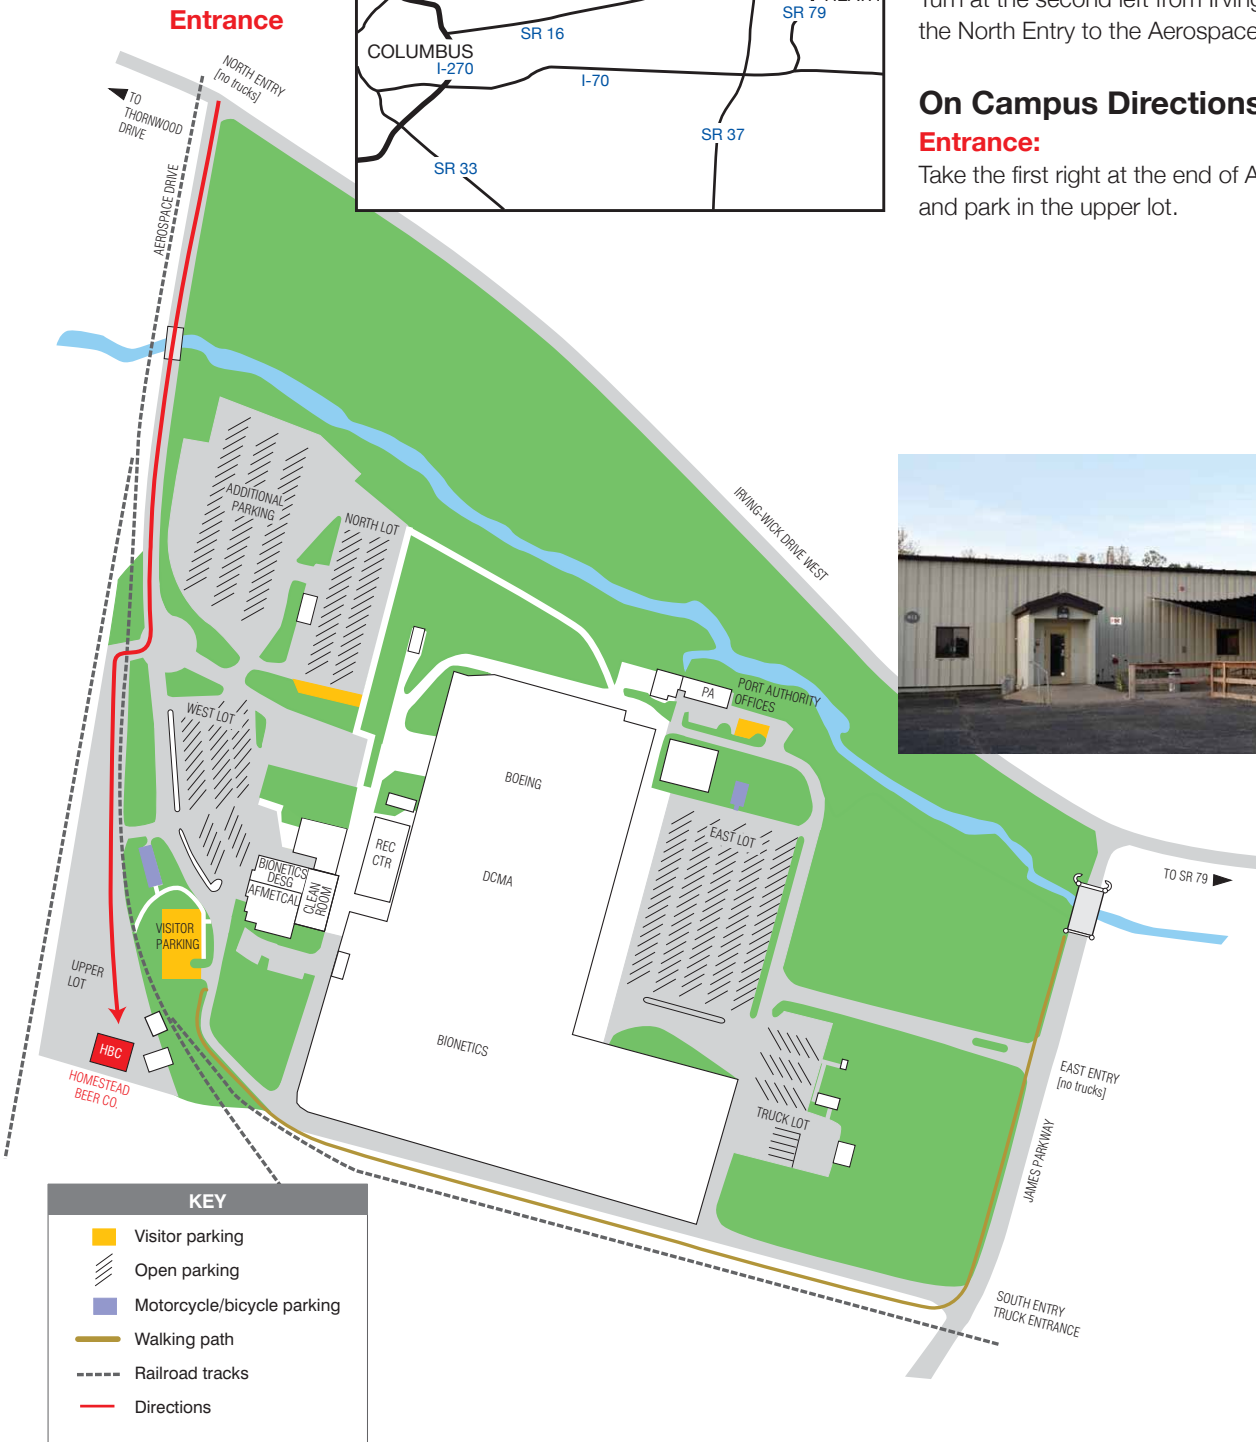 Entrance
SR 79
SR 16
COLUMBUS
I-270
I-70
SR 37
SR 33
the North Entry to the Aerospace
On Campus Directions
Entrance:
Take the first right at the end of A
and park in the upper lot.
NORTH ENTRY
[no trucks]
TO
THORNWOOD
DRIVE
AEROSPACE DRIVE
ADDITIONAL
PARKING
NORTH LOT
IRVING-WICK DRIVE WEST
WEST LOT
PA
PORT AUTHORITY
OFFICES
BOEING
EAST LOT
REC
CTR
DCMA
BIONETICS
DESG
AFMETCAL
CLEAN
ROOM
TO SR 79
VISITOR
PARKING
UPPER
LOT
HBC
HOMESTEAD
BEER CO.
BIONETICS
TRUCK LOT
EAST ENTRY
[no trucks]
JAMES PARKWAY
SOUTH ENTRY
TRUCK ENTRANCE
KEY
Visitor parking
Open parking
Motorcycle/bicycle parking
Walking path
Railroad tracks
Directions